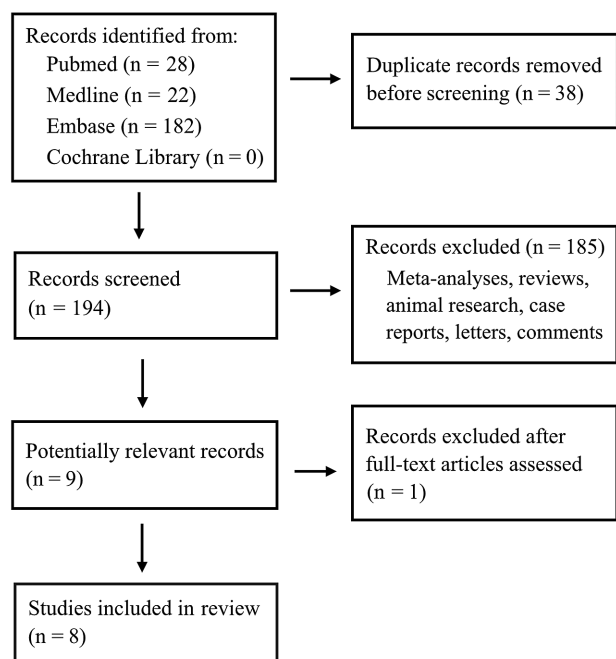 Records identified from:
Pubmed (n = 28)
Medline (n = 22)
Embase (n = 182)
Cochrane Library (n = 0)
Duplicate records removed
before screening (n = 38)
Records screened
(n = 194)
Records excluded (n = 185)
Meta-analyses, reviews,
animal research, case
reports, letters, comments
Potentially relevant records
(n = 9)
Records excluded after
full-text articles assessed
(n = 1)
Studies included in review
(n = 8)